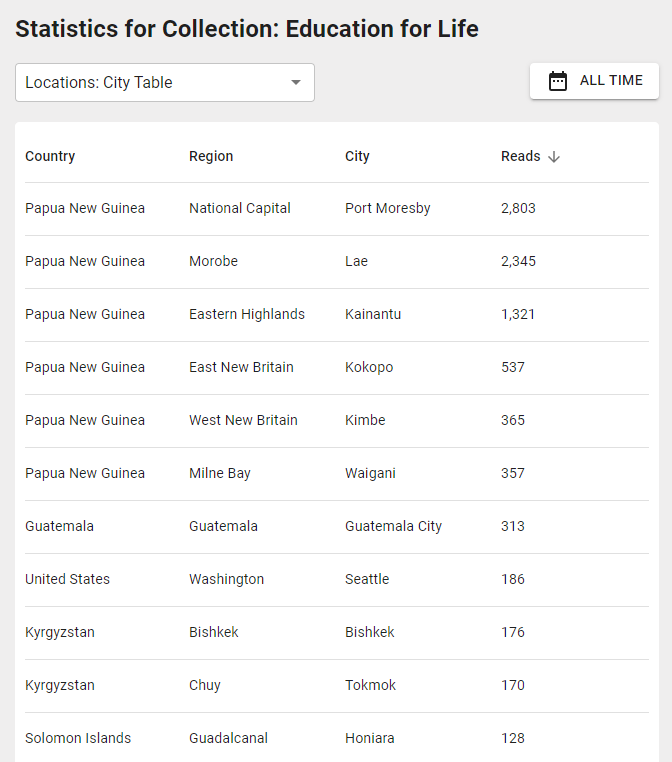 Statistics for Collection: Education for Life
Locations: City Table
ALL TIME
Country Region City Reads
Papua New Guinea National Capital Port Moresby 2,803
Papua New Guinea Morobe Lae 2,345
Papua New Guinea Eastern Highlands Kainantu 1,321
Papua New Guinea East New Britain Kokopo 537
Papua New Guinea West New Britain Kimbe 365
Papua New Guinea Milne Bay Waigani 357
Guatemala Guatemala Guatemala City 313
United States Washington Seattle 186
Kyrgyzstan Bishkek Bishkek 176
Kyrgyzstan Chuy Tokmok 170
Solomon Islands Guadalcanal Honiara 128